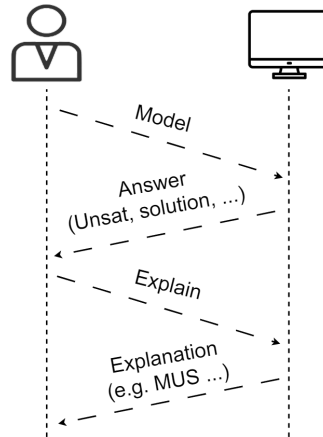 Model
Answer
(Unsat, solution, ...)
Explain
Explanation
(e.g. MUS ...)